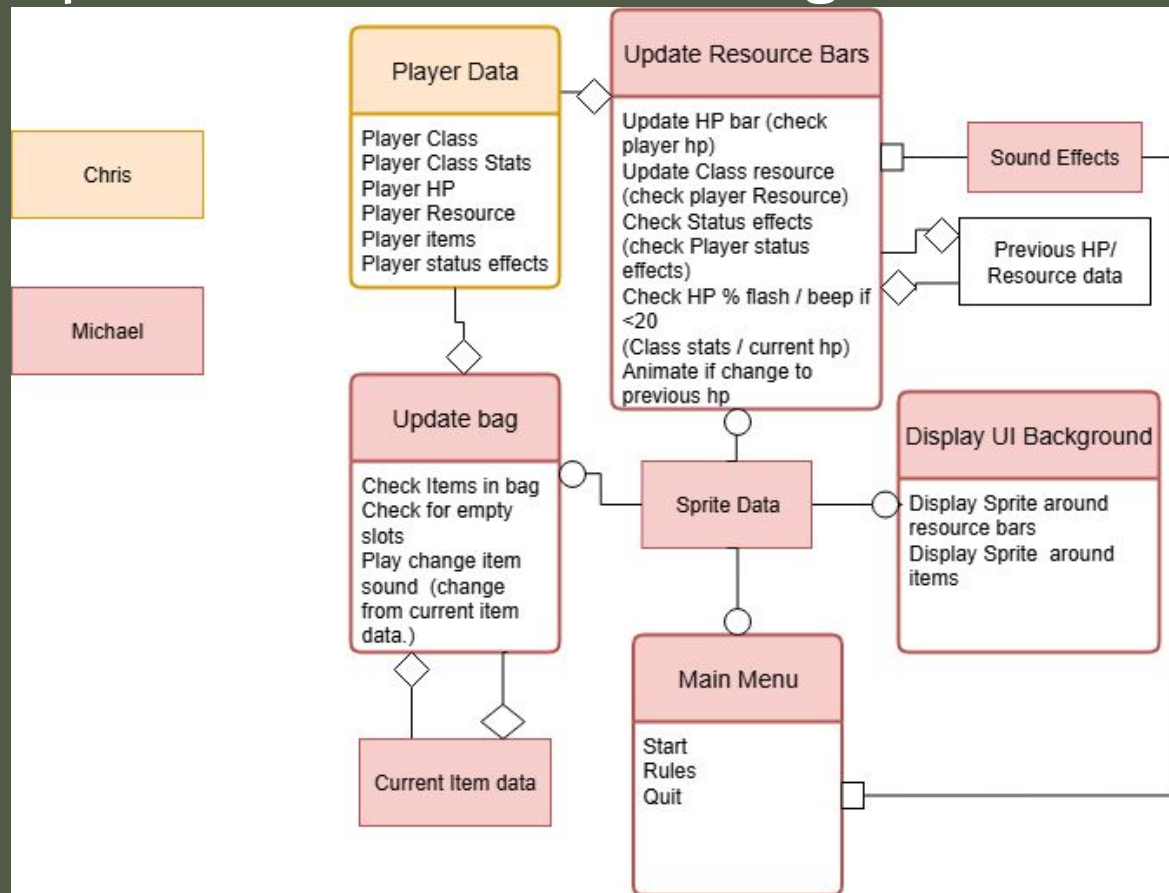 Chris
Michael
Player Data
Player Class
Player Class Stats
Player HP
Player Resource
Player items
Player status effects
Update Resource Bars
Update HP bar (check
player hp)
Update Class resource
(check player Resource)
Check Status effects
(check Player status
effects)
Check HP % flash / beep if
<20
(Class stats / current hp)
Animate if change to
previous hp
Sound Effects
Previous HP/
Resource data
Update bag
Check Items in bag
Check for empty
slots
Play change item
sound (change
from current item
data.)
Sprite Data
Display UI Background
Display Sprite around
resource bars
Display Sprite around
items
Current Item data
Main Menu
Start
Rules
Quit